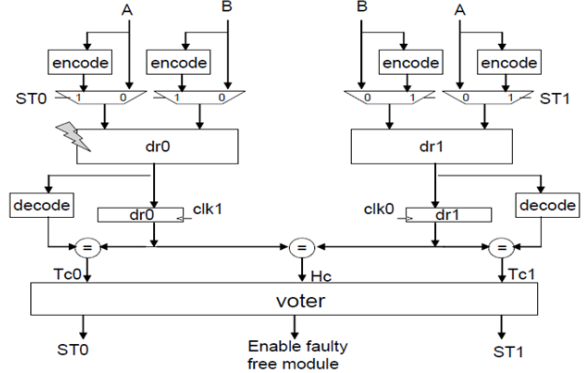 A B B A
encode encode encode encode
ST0 1 0 1 0 0 1 0 1 ST1
dr0 dr1
decode dr0 clk1 clk0 dr1 decode
= = =
Tc0 Hc Tc1
voter
ST0 Enable faulty ST1
free module